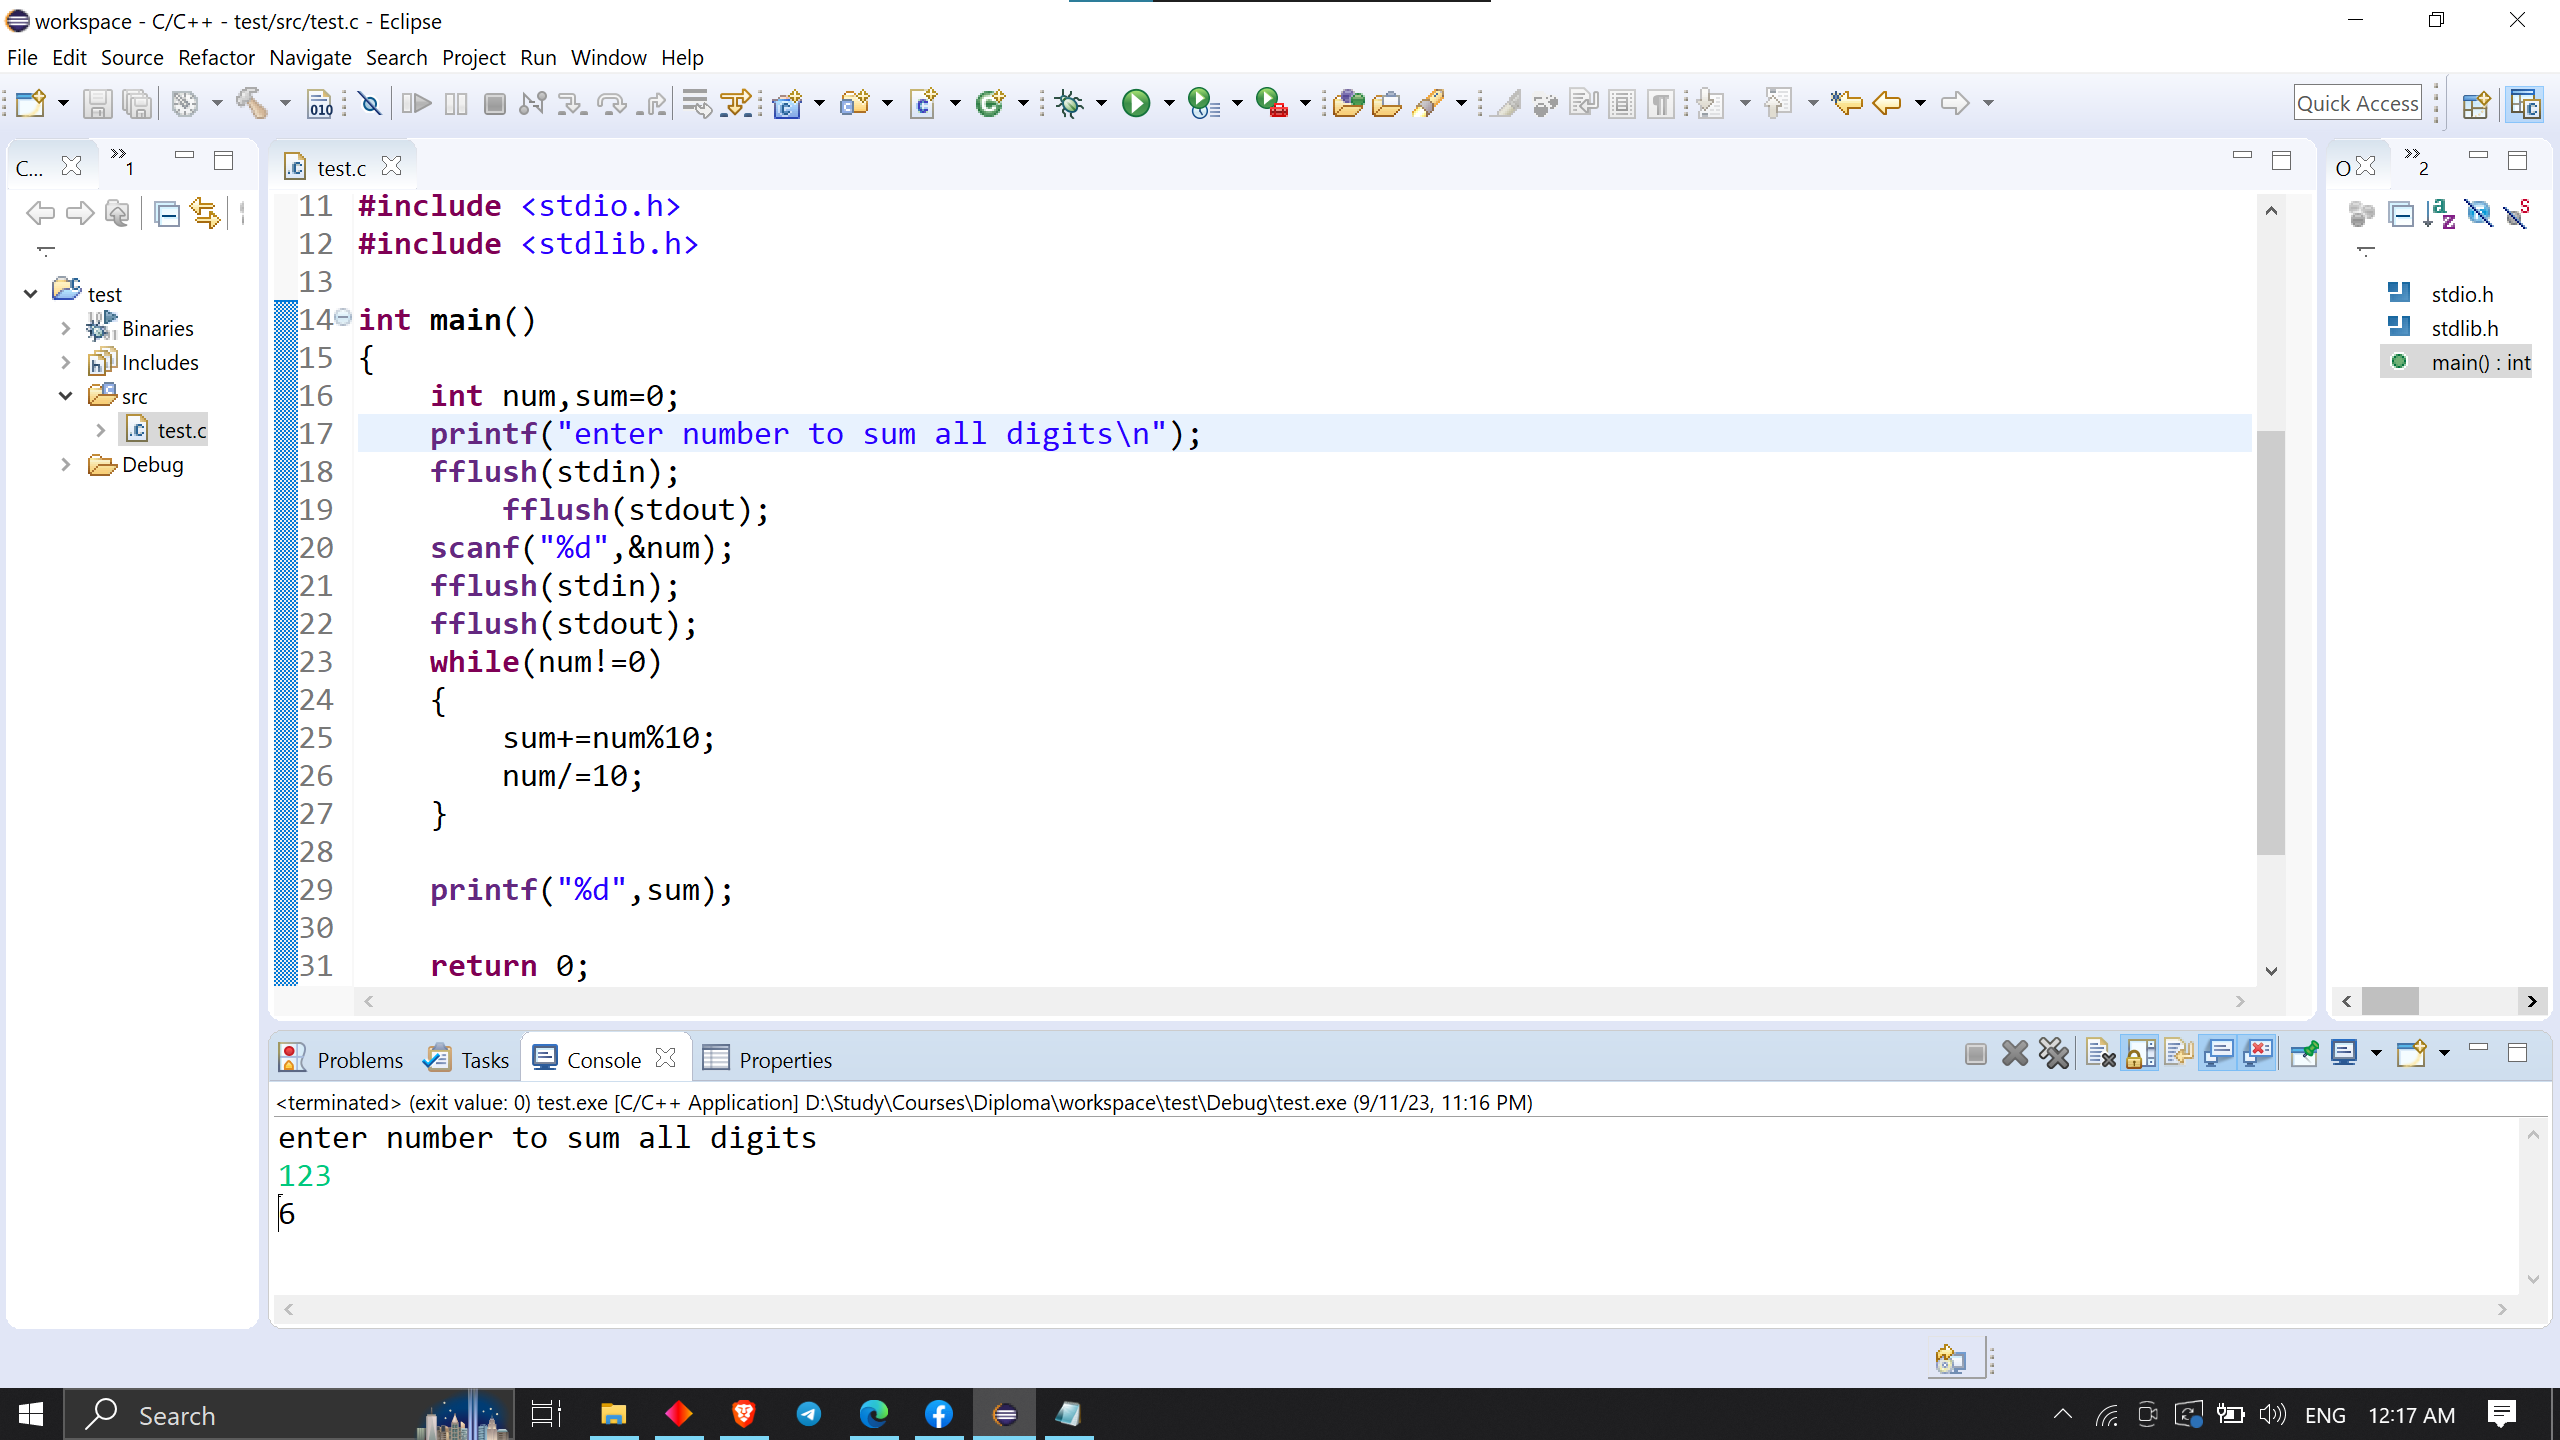 workspace - C/C++ - test/src/test.c - Eclipse
File Edit Source Refactor Navigate Search Project Run Window Help
Quick Access
C... 1
test.c
O 2
11 #include <stdio.h>
12 #include <stdlib.h>
13
14 int main()
15 {
16 int num,sum=0;
17 printf("enter number to sum all digits\n");
18 fflush(stdin);
19 fflush(stdout);
20 scanf("%d",&num);
21 fflush(stdin);
22 fflush(stdout);
23 while(num!=0)
24 {
25 sum+=num%10;
26 num/=10;
27 }
28
29 printf("%d",sum);
30
31 return 0;
test
Binaries
Includes
src
test.c
Debug
stdio.h
stdlib.h
main() : int
Problems Tasks Console Properties
<terminated> (exit value: 0) test.exe [C/C++ Application] D:\Study\Courses\Diploma\workspace\test\Debug\test.exe (9/11/23, 11:16 PM)
enter number to sum all digits
123
6
Search
ENG 12:17 AM